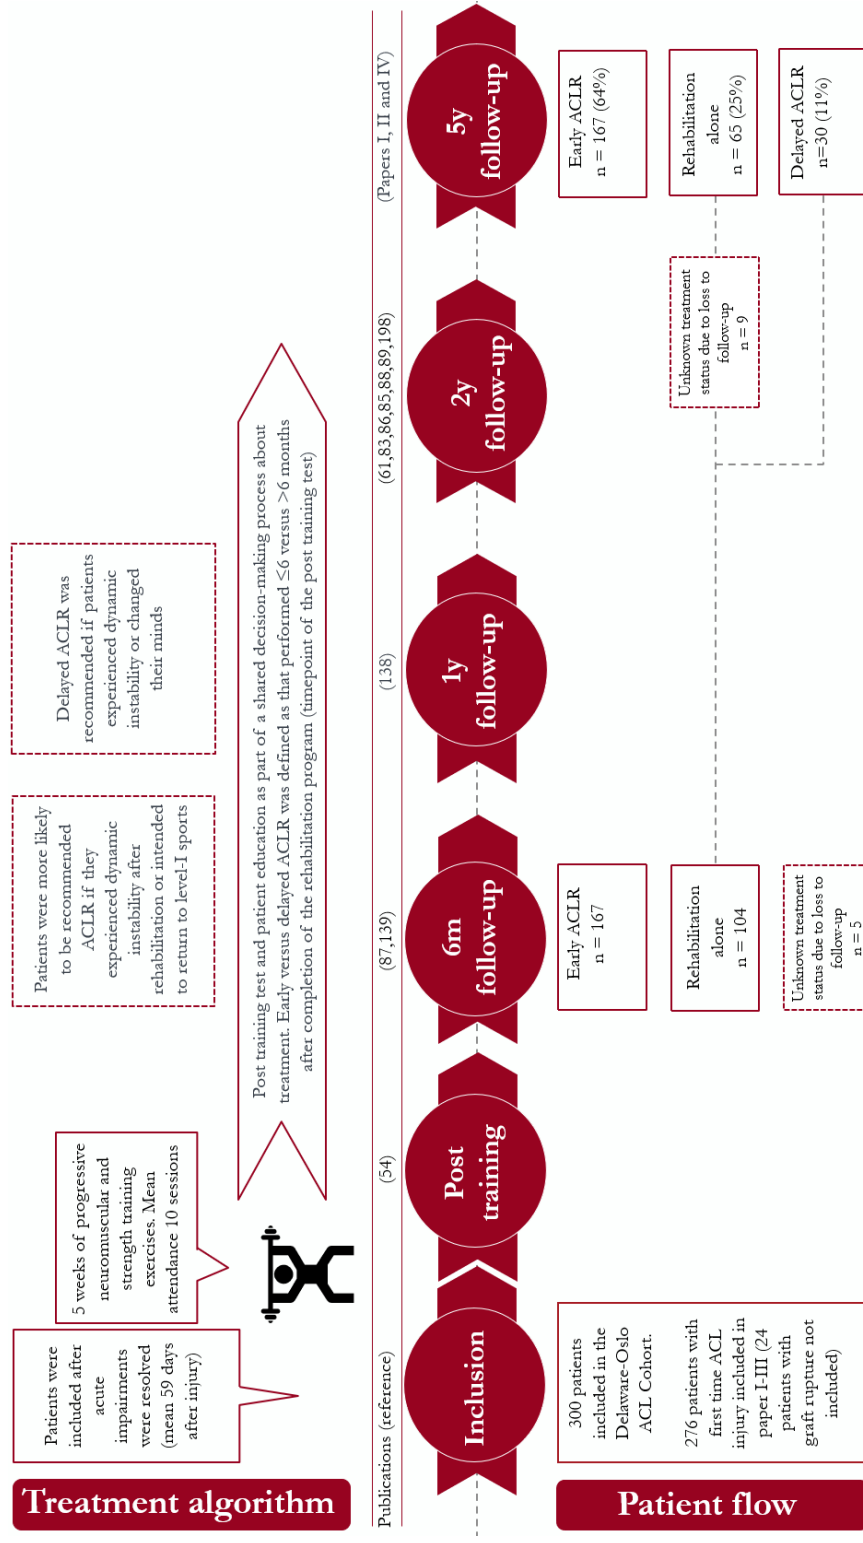 Treatment algorithm
Patients were
included after
acute
impairments
were resolved
(mean 59 days
after injury)
5 weeks of progressive
neuromuscular and
strength training
exercises. Mean
attendance 10 sessions
Patients were more likely
to be recommended
ACLR if they
experienced dynamic
instability after
rehabilitation or intended
to return to level-I sports
Delayed ACLR was
recommended if patients
experienced dynamic
instability or changed
their minds
Post training test and patient education as part of a shared decision-making process about
treatment. Early versus delayed ACLR was defined as that performed ≤6 versus >6 months
after completion of the rehabilitation program (timepoint of the post training test)
Publications (reference)
(54)
(87,139)
(138)
(61,83,86,85,88,89,198)
(Papers I, II and IV)
Inclusion
Post
training
6m
follow-up
1y
follow-up
2y
follow-up
5y
follow-up
Patient flow
300 patients
included in the
Delaware-Oslo
ACL Cohort.
276 patients with
first time ACL
injury included in
paper I-III (24
patients with
graft rupture not
included)
Early ACLR
n = 167
Rehabilitation
alone
n = 104
Unknown treatment
status due to loss to
follow-up
n = 5
Unknown treatment
status due to loss to
follow-up
n = 9
Early ACLR
n = 167 (64%)
Rehabilitation
alone
n = 65 (25%)
Delayed ACLR
n=30 (11%)